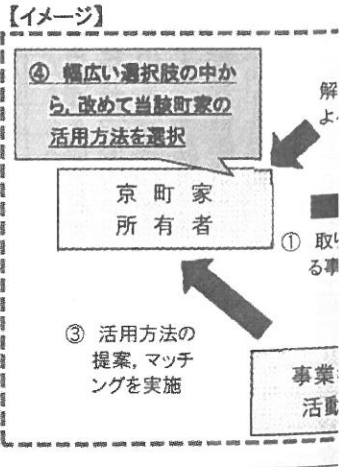 【イメージ】
④ 幅広い選択肢の中か
ら、改めて当該町家の
活用方法を選択
解
よ
京町家
所有者
① 取
る事
③ 活用方法の
提案，マッチ
ングを実施
事業
活動